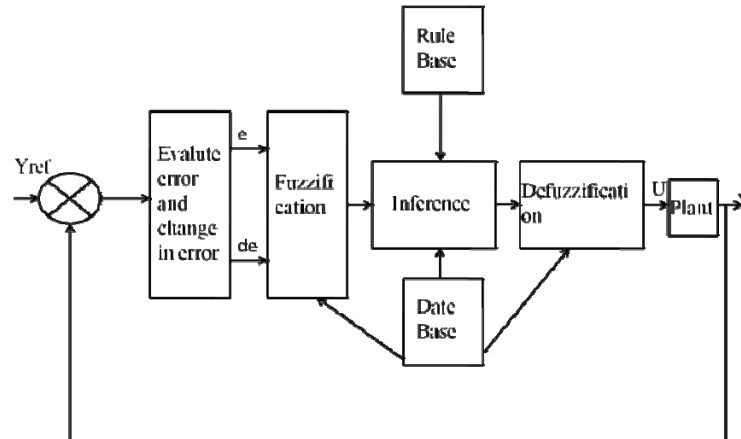 Rule
Base
Yref
Evalute
error
and
change
in error
e
de
Fuzzifi
cation
Inference
Defuzzificati
on
U
Plant
Date
Base